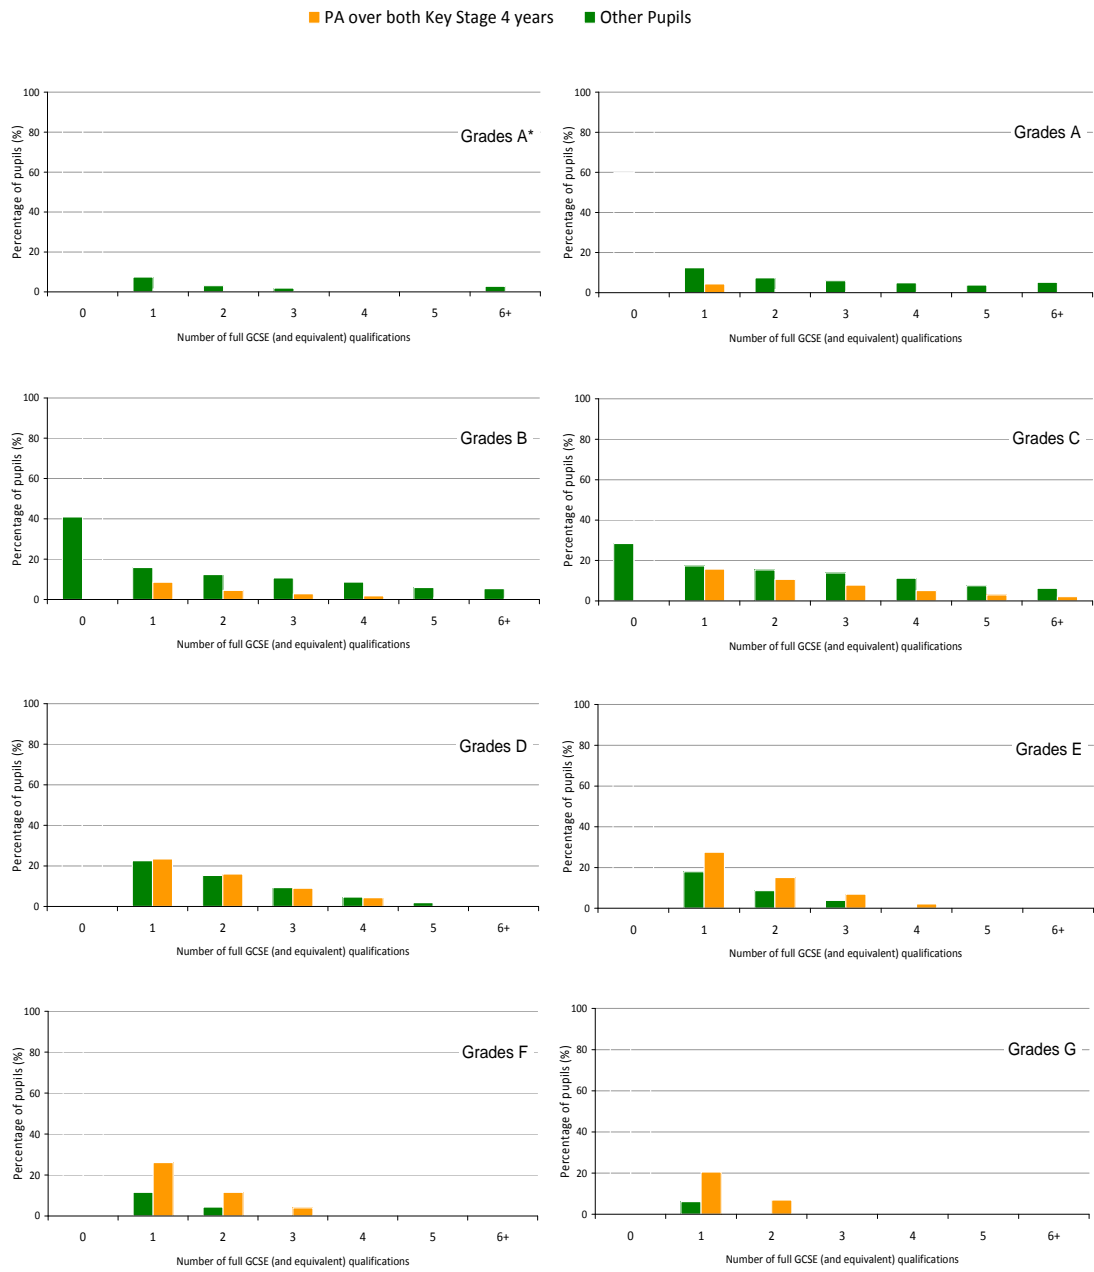 PA over both Key Stage 4 years Other Pupils
Percentage of pupils (%)
100
80
60
40
20
0
Grades A*
0 1 2 3 4 5 6+
Number of full GCSE (and equivalent) qualifications
Percentage of pupils (%)
100
80
60
40
20
0
Grades A
0 1 2 3 4 5 6+
Number of full GCSE (and equivalent) qualifications
Percentage of pupils (%)
100
80
60
40
20
0
Grades B
0 1 2 3 4 5 6+
Number of full GCSE (and equivalent) qualifications
Percentage of pupils (%)
100
80
60
40
20
0
Grades C
0 1 2 3 4 5 6+
Number of full GCSE (and equivalent) qualifications
Percentage of pupils (%)
100
80
60
40
20
0
Grades D
0 1 2 3 4 5 6+
Number of full GCSE (and equivalent) qualifications
Percentage of pupils (%)
100
80
60
40
20
0
Grades E
0 1 2 3 4 5 6+
Number of full GCSE (and equivalent) qualifications
Percentage of pupils (%)
100
80
60
40
20
0
Grades F
0 1 2 3 4 5 6+
Number of full GCSE (and equivalent) qualifications
Percentage of pupils (%)
100
80
60
40
20
0
Grades G
0 1 2 3 4 5 6+
Number of full GCSE (and equivalent) qualifications